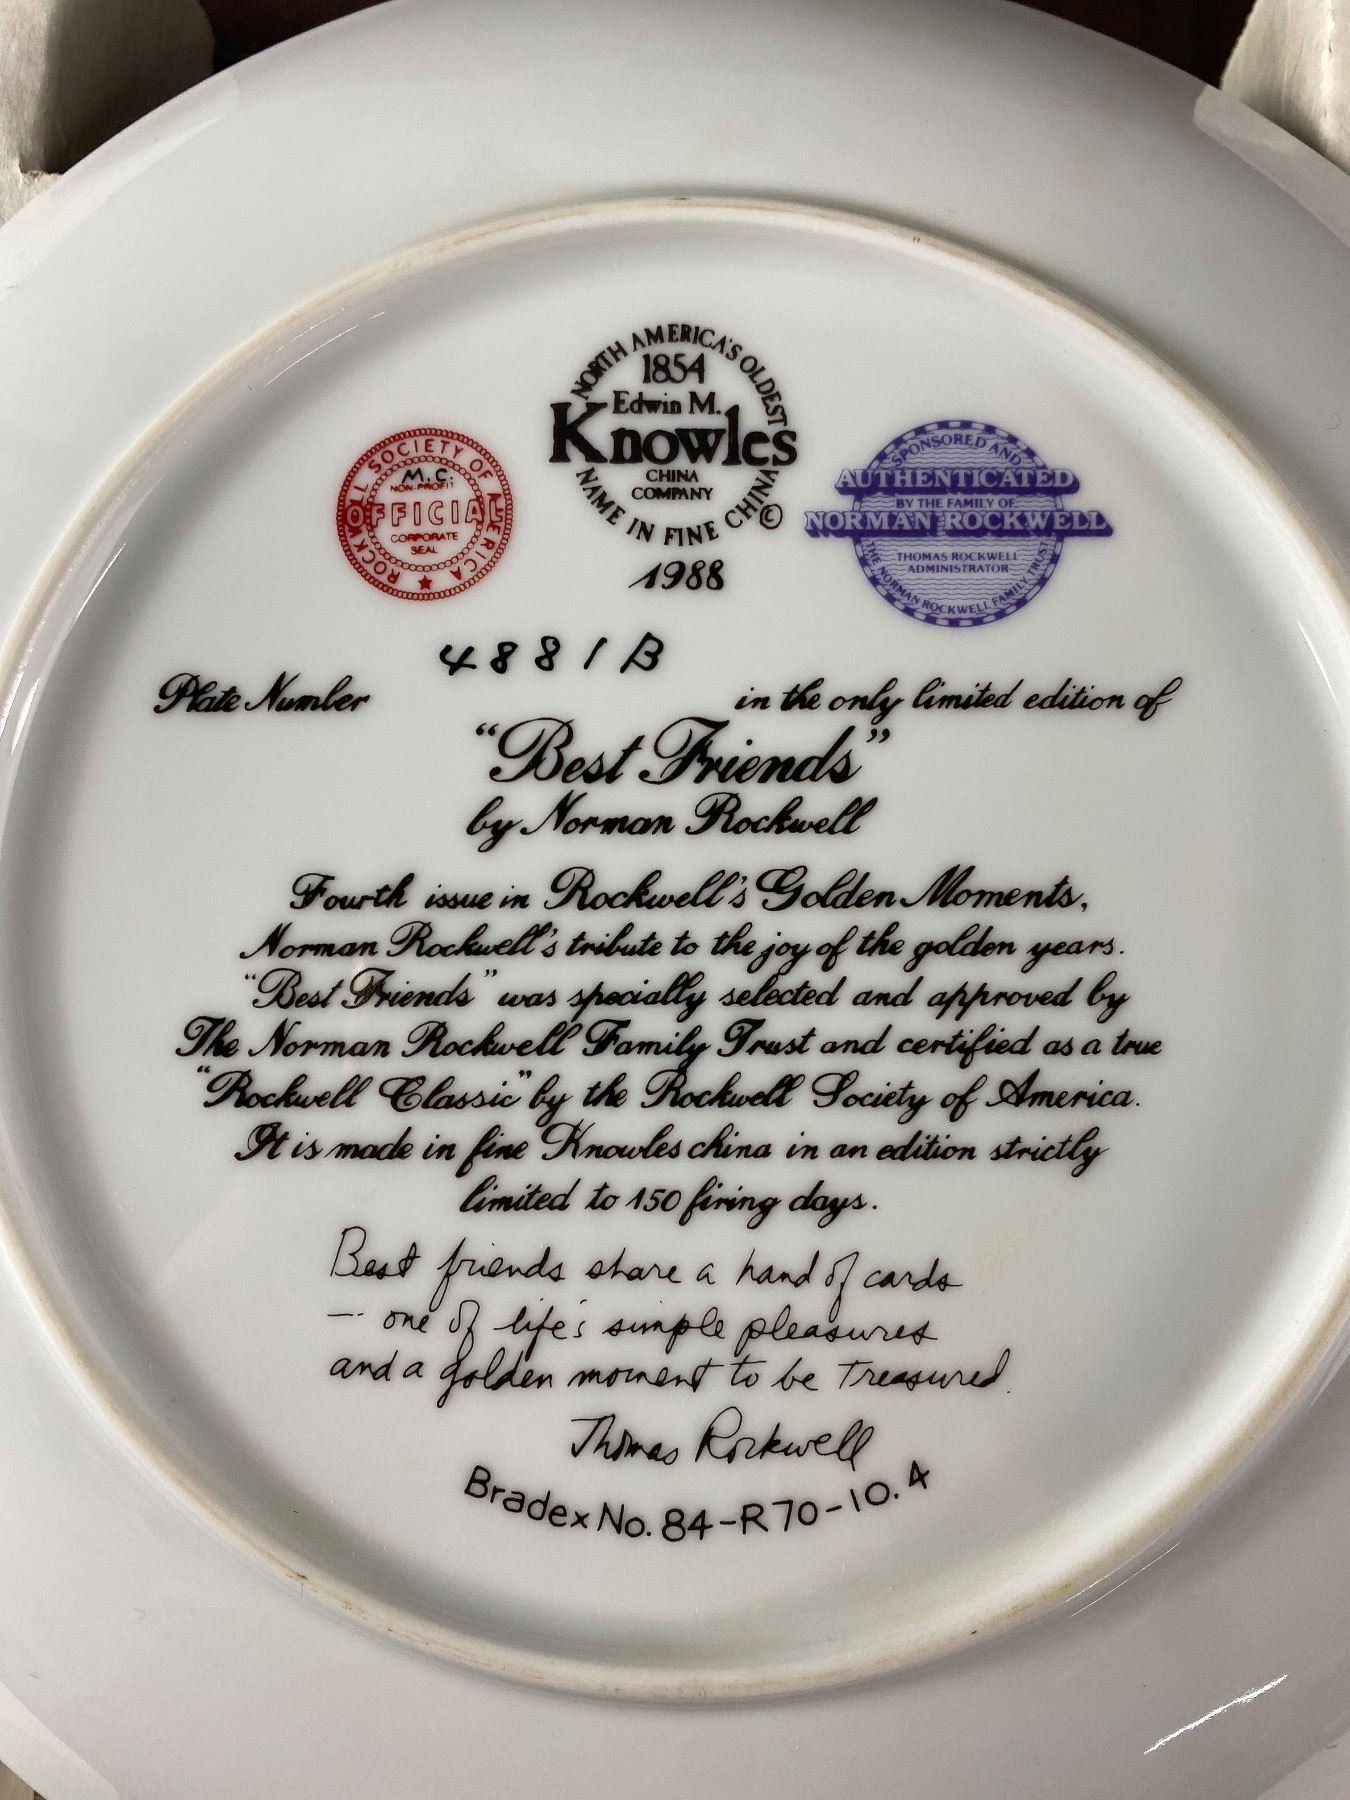 NORTH AMERICA'S OLDEST
1854
Edwin M.
Knowles
CHINA
COMPANY
NAME IN FINE CHINA
©
1988
ROCKWELL SOCIETY OF AMERICA
M.C.
NON-PROFIT
OFFICIAL
CORPORATE
SEAL
SPONSORED AND
AUTHENTICATED
BY THE FAMILY OF
NORMAN ROCKWELL
THOMAS ROCKWELL
ADMINISTRATOR
THE NORMAN ROCKWELL FAMILY TRUST
4881B
Plate Number in the only limited edition of
"Best Friends"
by Norman Rockwell
Fourth issue in Rockwell's Golden Moments,
Norman Rockwell's tribute to the joy of the golden years.
"Best Friends" was specially selected and approved by
The Norman Rockwell Family Trust and certified as a true
"Rockwell Classic" by the Rockwell Society of America.
It is made in fine Knowles china in an edition strictly
limited to 150 firing days.
Best friends share a hand of cards
— one of life's simple pleasures
and a golden moment to be treasured.
Thomas Rockwell
Bradex No. 84-R70-10.4